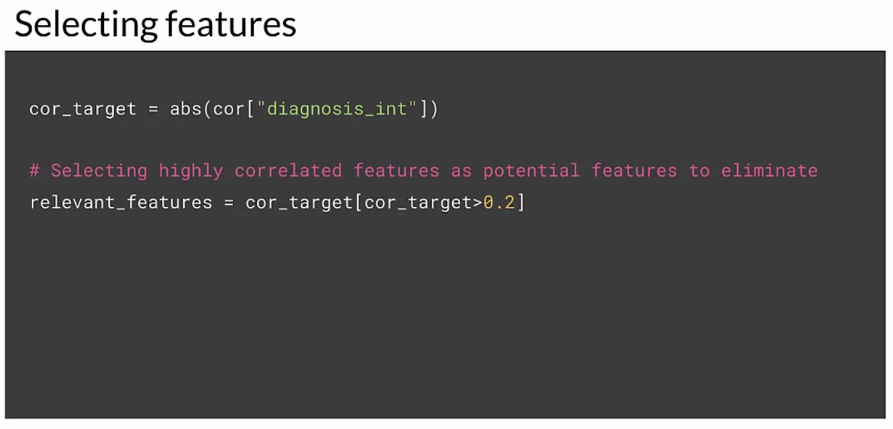 Selecting features
cor_target = abs(cor["diagnosis_int"])
# Selecting highly correlated features as potential features to eliminate
relevant_features = cor_target[cor_target>0.2]